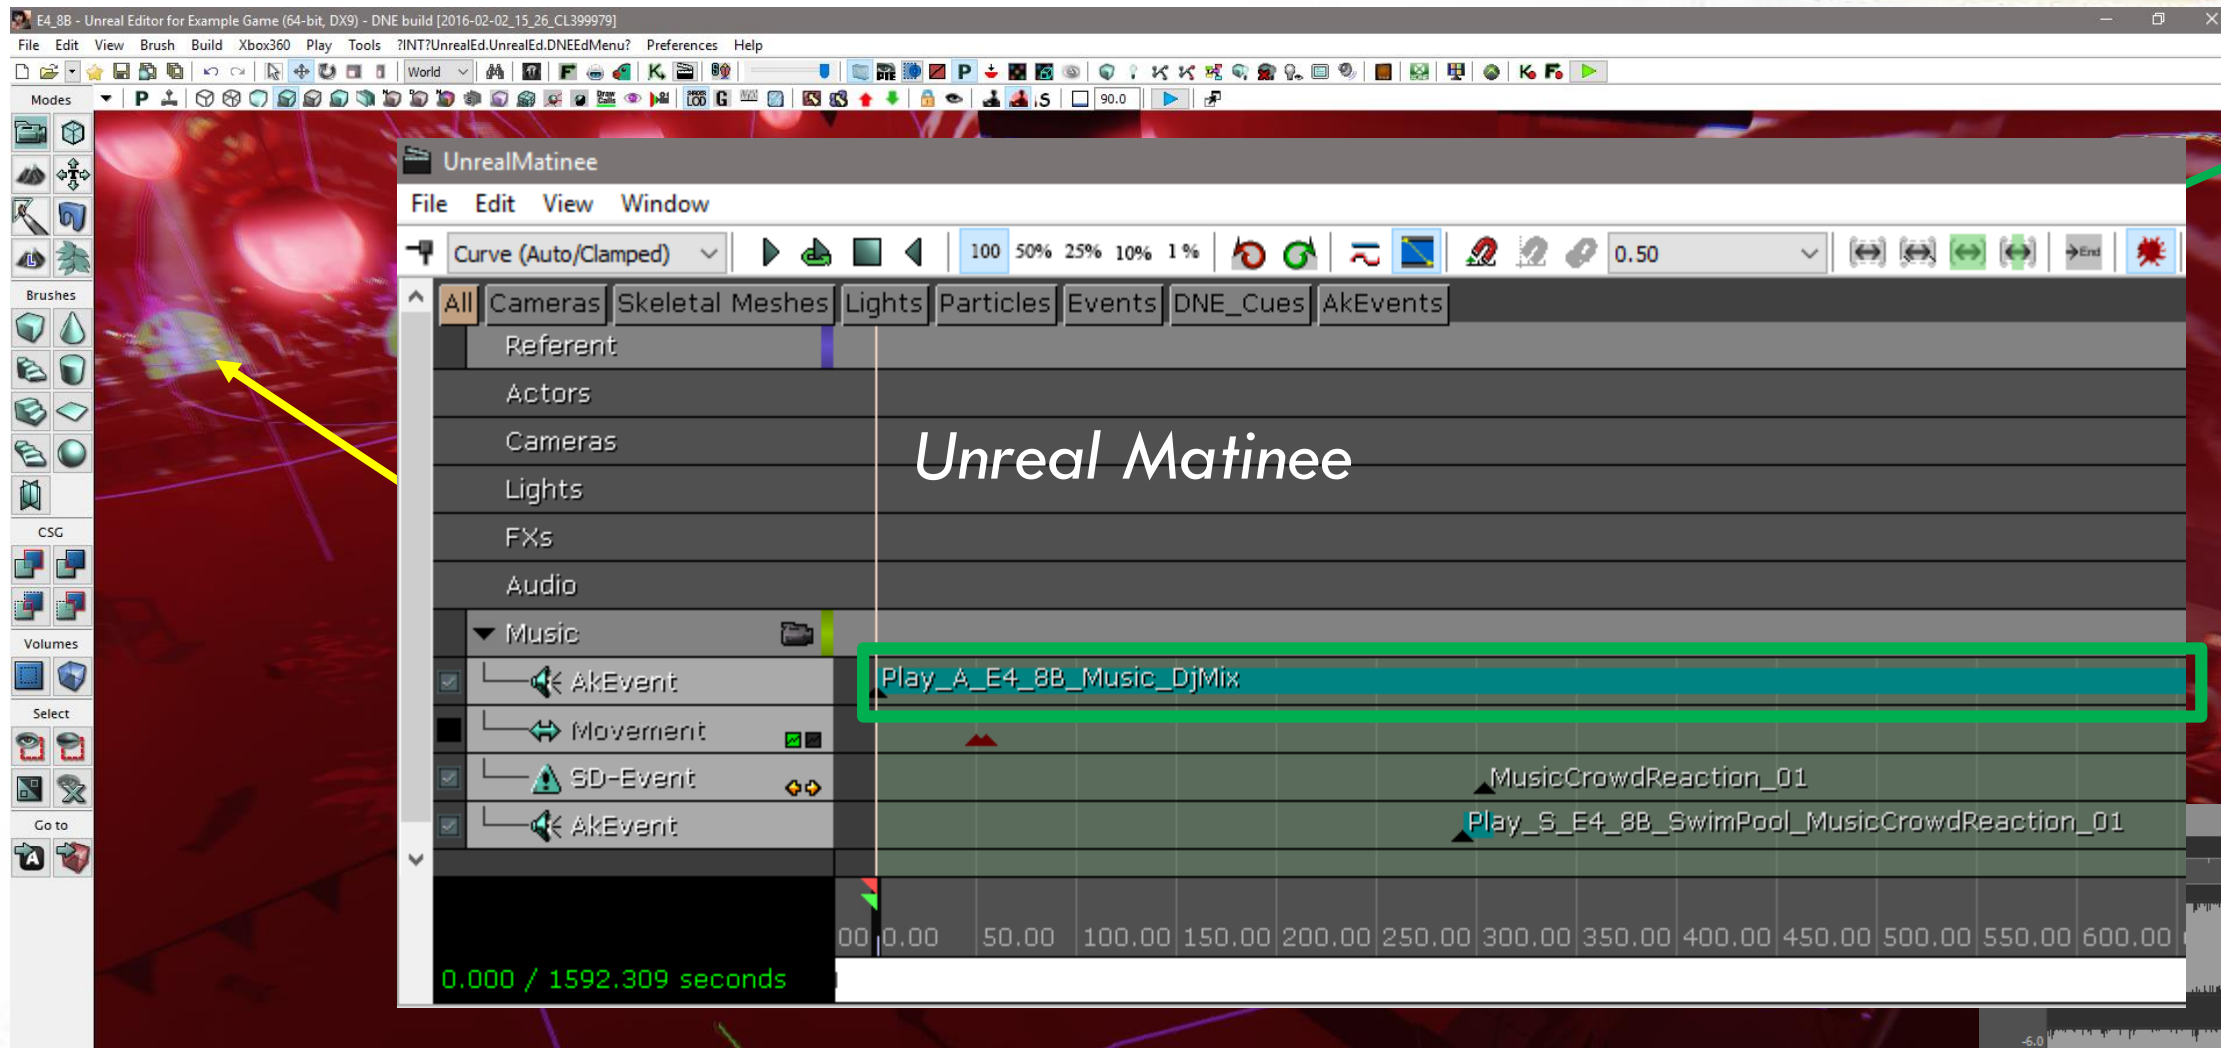 E4_8B - Unreal Editor for Example Game (64-bit, DX9) - DNE build [2016-02-02_15_26_CL399979]
File Edit View Brush Build Xbox360 Play Tools ?INT?UnrealEd.UnrealEd.DNEEdMenu? Preferences Help
World
Modes
90.0
UnrealMatinee
File Edit View Window
Curve (Auto/Clamped) 100 50% 25% 10% 1 % 0.50 End
Brushes
All Cameras Skeletal Meshes Lights Particles Events DNE_Cues AkEvents
Referent
Actors
Cameras
Unreal Matinee
Lights
CSG
FXs
Audio
Music
Volumes
AkEvent Play_A_E4_8B_Music_DjMix
Select
Movement
SD-Event MusicCrowdReaction_01
Go to
AkEvent Play_S_E4_8B_SwimPool_MusicCrowdReaction_01
00 0.00 50.00 100.00 150.00 200.00 250.00 300.00 350.00 400.00 450.00 500.00 550.00 600.00
0.000 / 1592.309 seconds
-6.0